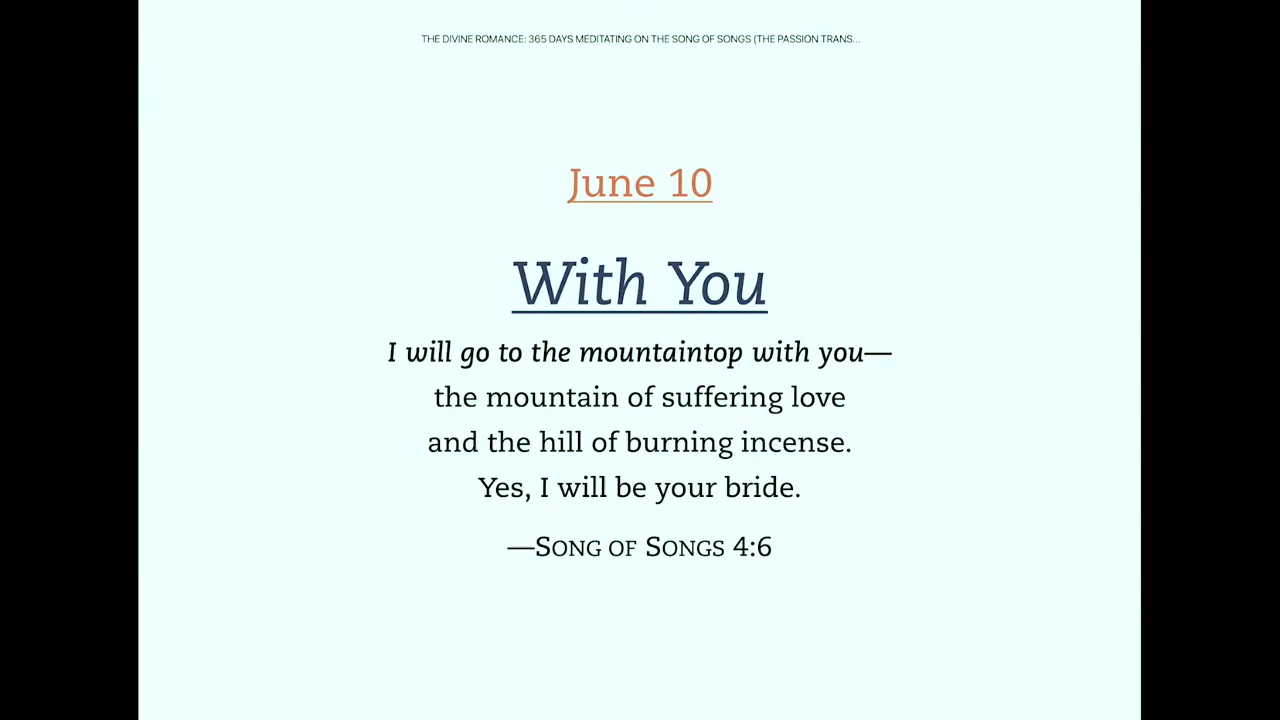 THE DIVINE ROMANCE: 365 DAYS MEDITATING ON THE SONG OF SONGS (THE PASSION TRANS...
June 10
With You
I will go to the mountaintop with you—
the mountain of suffering love
and the hill of burning incense.
Yes, I will be your bride.
—SONG OF SONGS 4:6